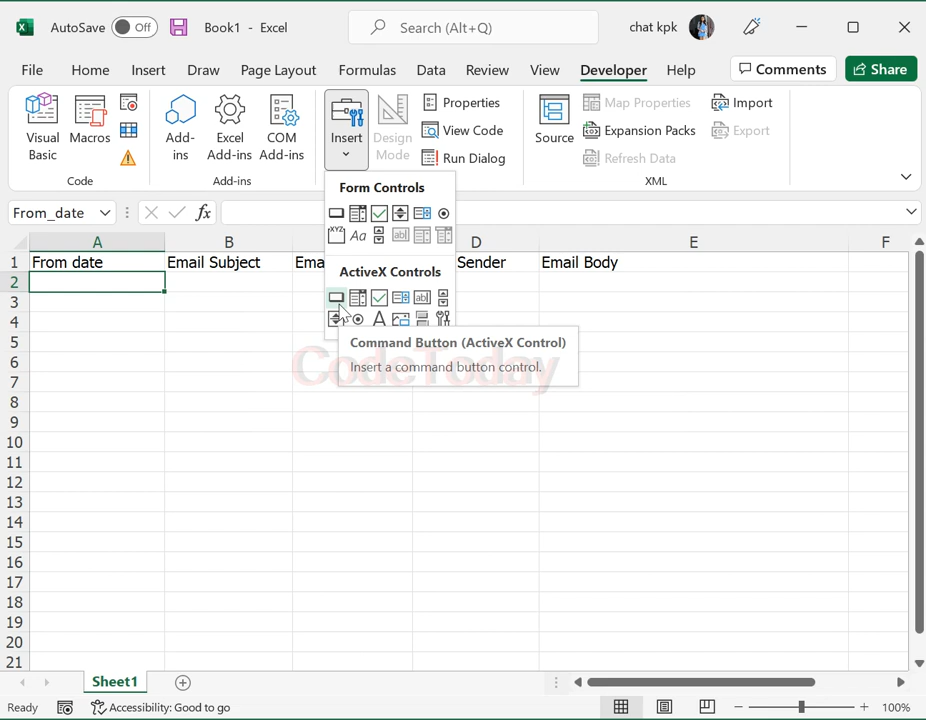 AutoSave Off Book1 - Excel Search (Alt+Q) chat kpk
File Home Insert Draw Page Layout Formulas Data Review View Developer Help Comments Share
Visual Basic
Macros
Code
Add-ins
Excel Add-ins
COM Add-ins
Add-ins
Insert
Design Mode
Properties
View Code
Run Dialog
Source
Map Properties
Expansion Packs
Refresh Data
Import
Export
XML
Form Controls
XYZ Aa ab|
ActiveX Controls
ab|
A
Command Button (ActiveX Control)
Insert a command button control.
From_date fx
A B D E F
1 From date Email Subject Ema Sender Email Body
2
3
4
5
6
7
8
9
10
11
12
13
14
15
16
17
18
19
20
21
CodeToday
Sheet1
Ready Accessibility: Good to go 100%